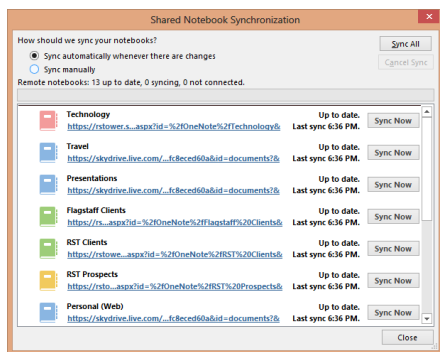 Shared Notebook Synchronization
How should we sync your notebooks?
Sync All
Sync automatically whenever there are changes
Cancel Sync
Sync manually
Remote notebooks: 13 up to date, 0 syncing, 0 not connected.
Technology Up to date.
https://rstower.s...aspx?id=%2fOneNote%2fTechnology& Last sync 6:36 PM. Sync Now
Travel Up to date.
https://skydrive.live.com/...fc8eced60a&id=documents?& Last sync 6:36 PM. Sync Now
Presentations Up to date.
https://skydrive.live.com/...fc8eced60a&id=documents?& Last sync 6:36 PM. Sync Now
Flagstaff Clients Up to date.
https://rs...aspx?id=%2fOneNote%2fFlagstaff%20Clients& Last sync 6:36 PM. Sync Now
RST Clients Up to date.
https://rstowe...aspx?id=%2fOneNote%2fRST%20Clients& Last sync 6:36 PM. Sync Now
RST Prospects Up to date.
https://rsto...aspx?id=%2fOneNote%2fRST%20Prospects& Last sync 6:36 PM. Sync Now
Personal (Web) Up to date.
https://skydrive.live.com/...fc8eced60a&id=documents?& Last sync 6:36 PM. Sync Now
Close